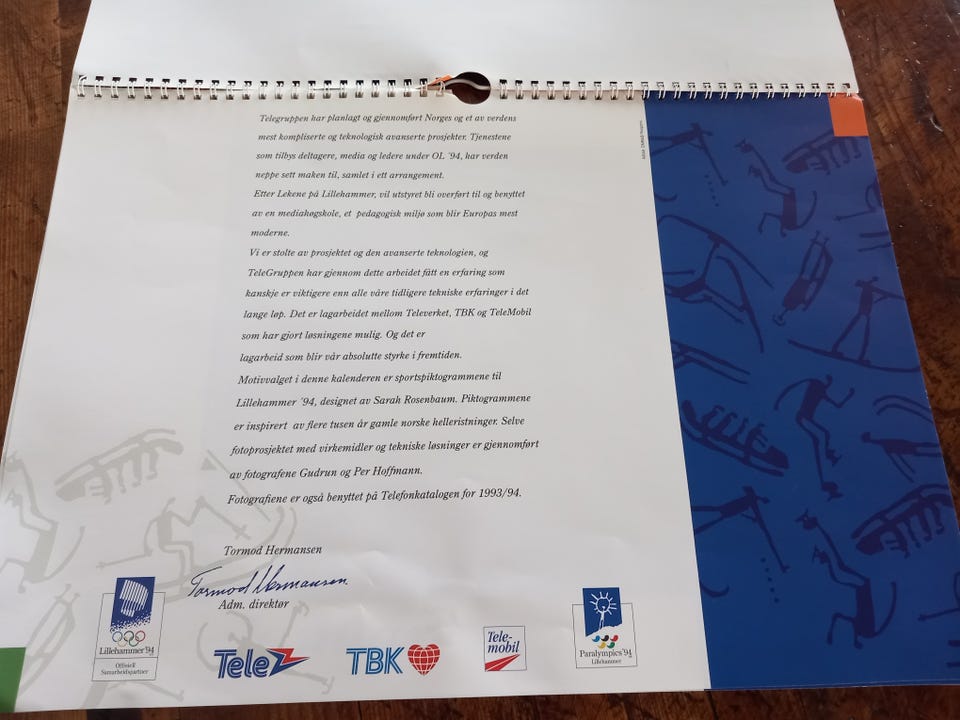 Telegruppen har planlagt og gjennomført Norges og et av verdens
mest kompliserte og teknologisk avanserte prosjekter. Tjenestene
som tilbys deltagere, media og ledere under OL '94, har verden
neppe sett maken til, samlet i ett arrangement.
Etter Lekene på Lillehammer, vil utstyret bli overført til og benyttet
av en mediahøgskole, et pedagogisk miljø som blir Europas mest
moderne.
Vi er stolte av prosjektet og den avanserte teknologien, og
TeleGruppen har gjennom dette arbeidet fått en erfaring som
kanskje er viktigere enn alle våre tidligere tekniske erfaringer i det
lange løp. Det er lagarbeidet mellom Televerket, TBK og TeleMobil
som har gjort løsningene mulig. Og det er
lagarbeid som blir vår absolutte styrke i fremtiden.
Motivvalget i denne kalenderen er sportspiktogrammene til
Lillehammer '94, designet av Sarah Rosenbaum. Piktogrammene
er inspirert av flere tusen år gamle norske helleristninger. Selve
fotoprosjektet med virkemidler og tekniske løsninger er gjennomført
av fotografene Gudrun og Per Hoffmann.
Fotografiene er også benyttet på Telefonkatalogen for 1993/94.
Tormod Hermansen
Tormod Hermansen
Adm. direktør
Lillehammer '94
Offisiell
Samarbeidspartner
Tele
TBK
Tele-
mobil
Paralympics '94
Lillehammer